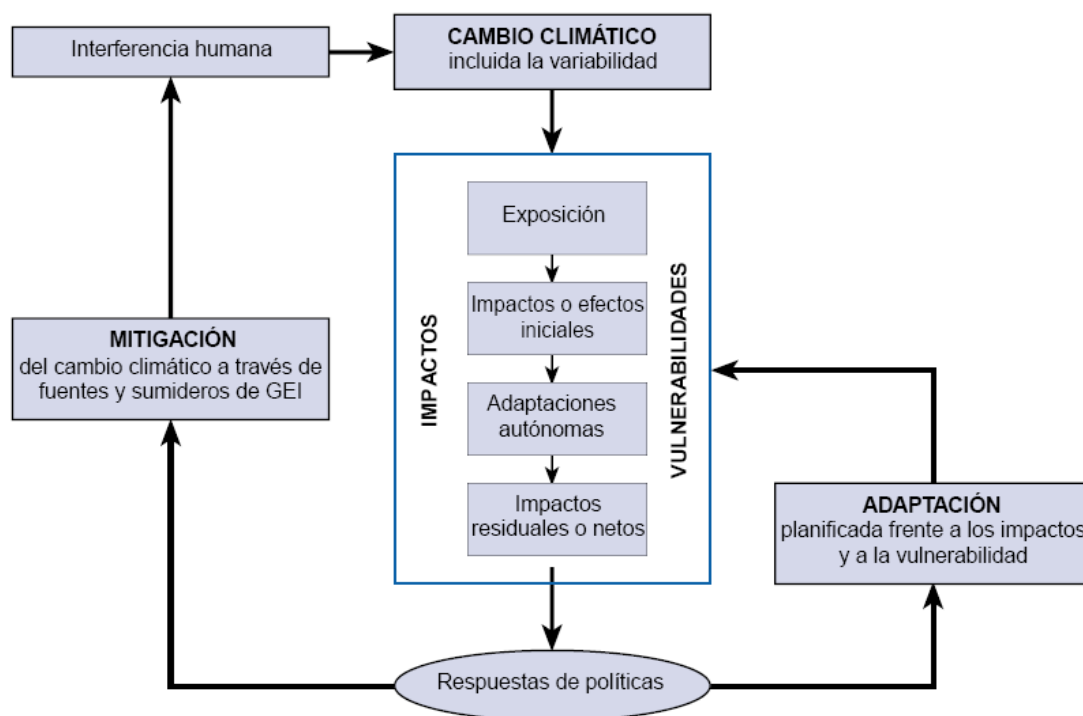 Interferencia humana
CAMBIO CLIMÁTICO
incluida la variabilidad
Exposición
Impactos o efectos
iniciales
Adaptaciones
autónomas
Impactos
residuales o netos
IMPACTOS
VULNERABILIDADES
MITIGACIÓN
del cambio climático a través de
fuentes y sumideros de GEI
ADAPTACIÓN
planificada frente a los impactos
y a la vulnerabilidad
Respuestas de políticas